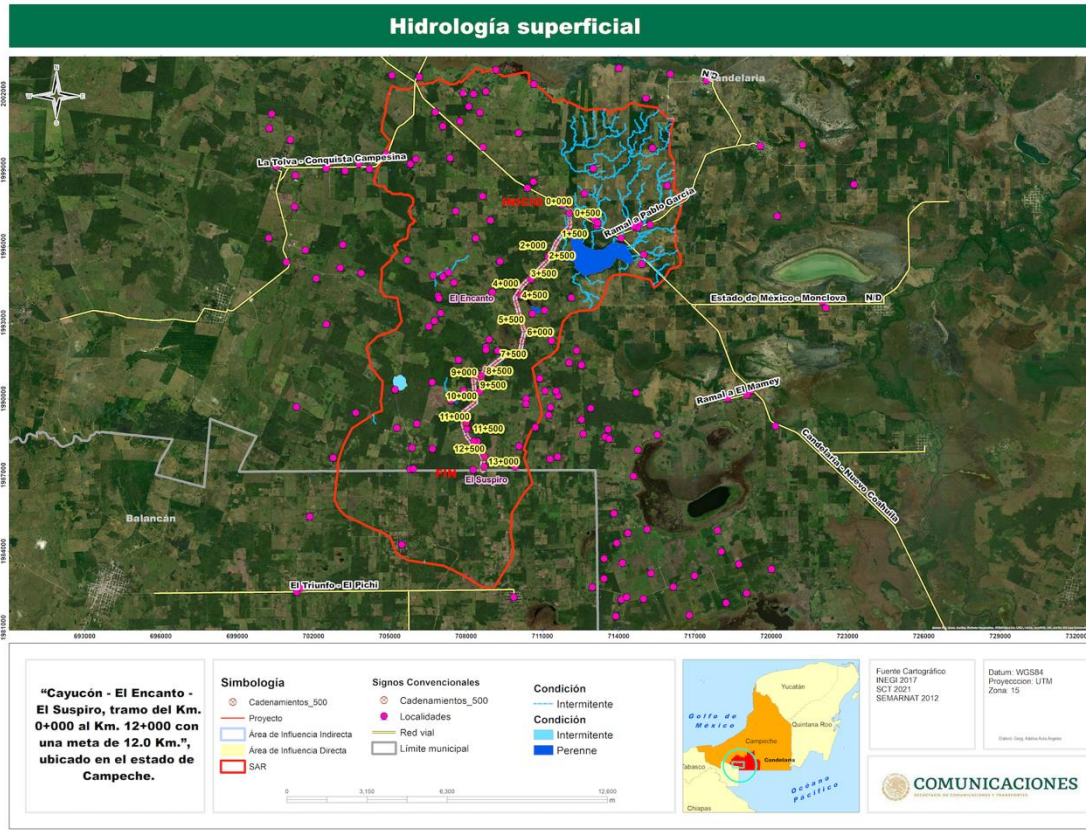 Hidrología superficial
N/D
Candelaria
La Tolva - Conquista Campesina
INICIO
0+000
0+500
Ramal a Pablo García
1+500
2+000
2+500
3+500
4+000
El Encanto
4+500
Estado de México - Monclova
N/D
5+500
6+000
7+500
9+000
8+500
9+500
10+000
Ramal a El Mamey
11+000
11+500
12+500
13+000
FIN
El Suspiro
Candelaria - Nuevo Coahuila
Balancán
El Triunfo - El Pichi
2002000
1999000
1996000
1993000
1990000
1987000
1984000
1981000
693000
696000
699000
702000
705000
708000
711000
714000
717000
720000
723000
726000
729000
732000
"Cayucón - El Encanto -
El Suspiro, tramo del Km.
0+000 al Km. 12+000 con
una meta de 12.0 Km.",
ubicado en el estado de
Campeche.
Simbología
Cadenamientos_500
Proyecto
Área de Influencia Indirecta
Área de Influencia Directa
SAR
Signos Convencionales
Cadenamientos_500
Localidades
Red vial
Límite municipal
Condición
Intermitente
Condición
Intermitente
Perenne
0
3,150
6,300
12,600
m
Golfo de
México
Yucatán
Quintana Roo
Campeche
Candelaria
Tabasco
Chiapas
Océano
Pacífico
Fuente Cartográfico
INEGI 2017
SCT 2021
SEMARNAT 2012
Datum: WGS84
Proyeccion: UTM
Zona: 15
COMUNICACIONES
SECRETARÍA DE COMUNICACIONES Y TRANSPORTES